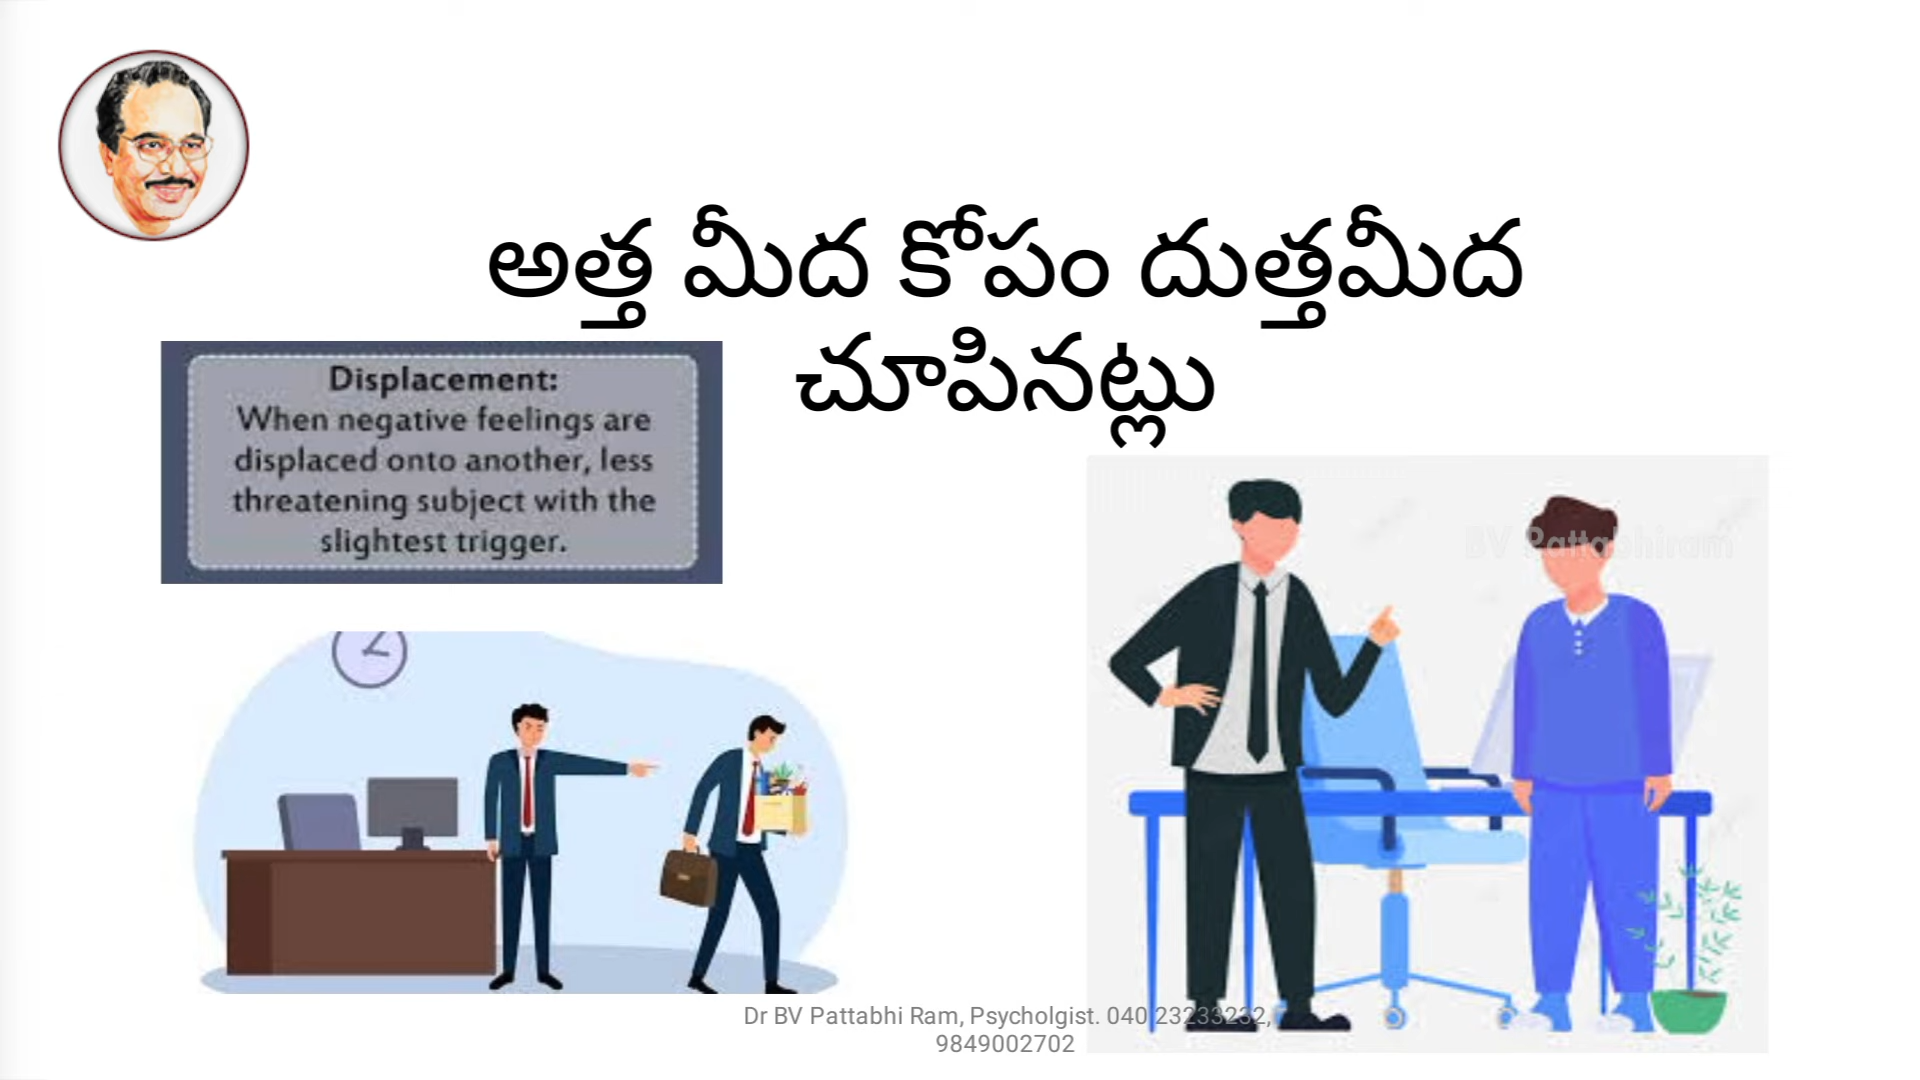 అత్త మీద కోపం దుత్తమీద
చూపినట్లు
Displacement:
When negative feelings are
displaced onto another, less
threatening subject with the
slightest trigger.
BV Pattabhiram
Dr BV Pattabhi Ram, Psycholgist. 040 23233232,
9849002702